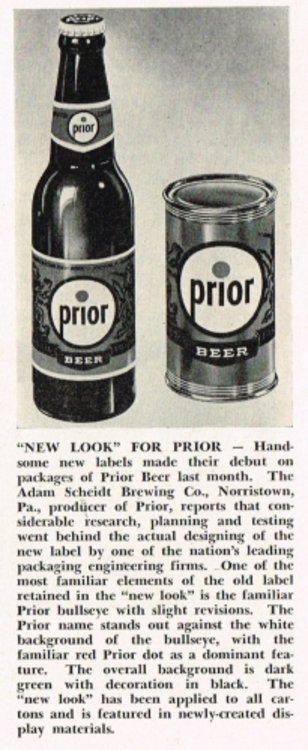 prior
prior
BEER
prior
BEER
"NEW LOOK" FOR PRIOR — Hand-
some new labels made their debut on
packages of Prior Beer last month. The
Adam Scheidt Brewing Co., Norristown,
Pa., producer of Prior, reports that con-
siderable research, planning and testing
went behind the actual designing of the
new label by one of the nation's leading
packaging engineering firms. One of the
most familiar elements of the old label
retained in the "new look" is the familiar
Prior bullseye with slight revisions. The
Prior name stands out against the white
background of the bullseye, with the
familiar red Prior dot as a dominant fea-
ture. The overall background is dark
green with decoration in black. The
"new look" has been applied to all car-
tons and is featured in newly-created dis-
play materials.